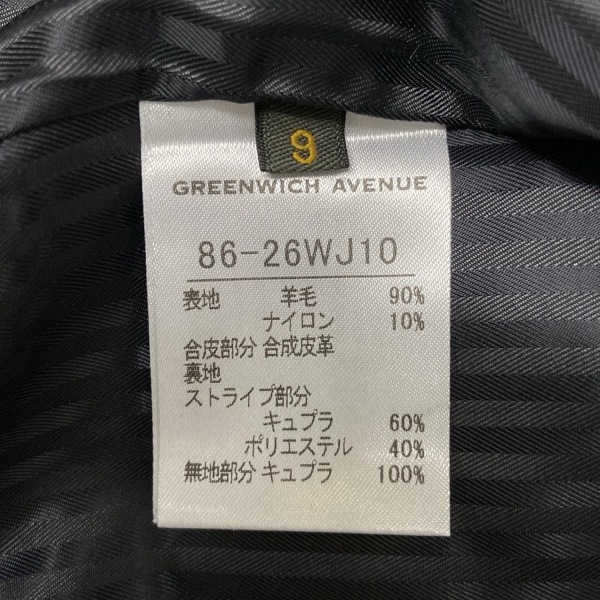 9
GREENWICH AVENUE
86-26WJ10
表地 羊毛 90%
ナイロン 10%
合皮部分 合成皮革
裏地
ストライプ部分
キュプラ 60%
ポリエステル 40%
無地部分 キュプラ 100%